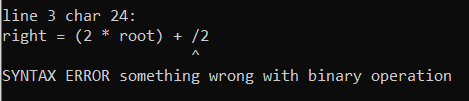 line 3 char 24:
right = (2 * root) + /2
^
SYNTAX ERROR something wrong with binary operation